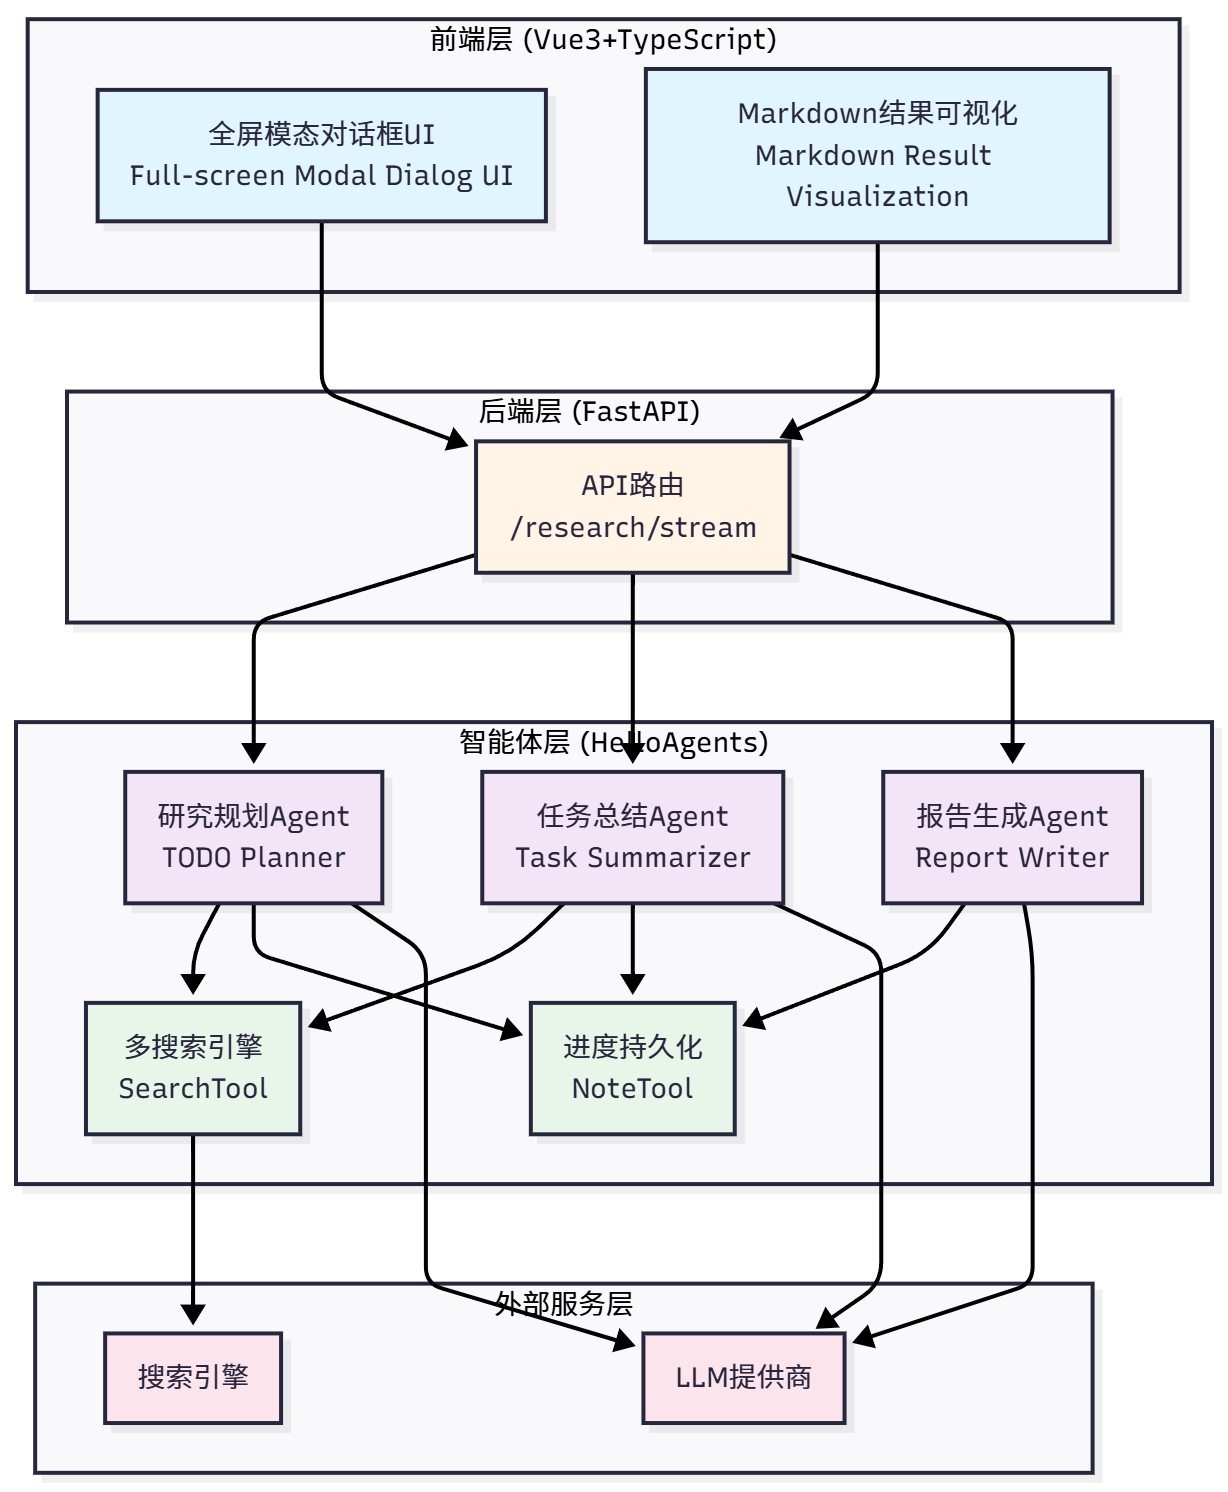 前端层 (Vue3+TypeScript)
全屏模态对话框UI
Full-screen Modal Dialog UI
Markdown结果可视化
Markdown Result
Visualization
后端层 (FastAPI)
API路由
/research/stream
智能体层 (HelloAgents)
研究规划Agent
TODO Planner
任务总结Agent
Task Summarizer
报告生成Agent
Report Writer
多搜索引擎
SearchTool
进度持久化
NoteTool
外部服务层
搜索引擎
LLM提供商